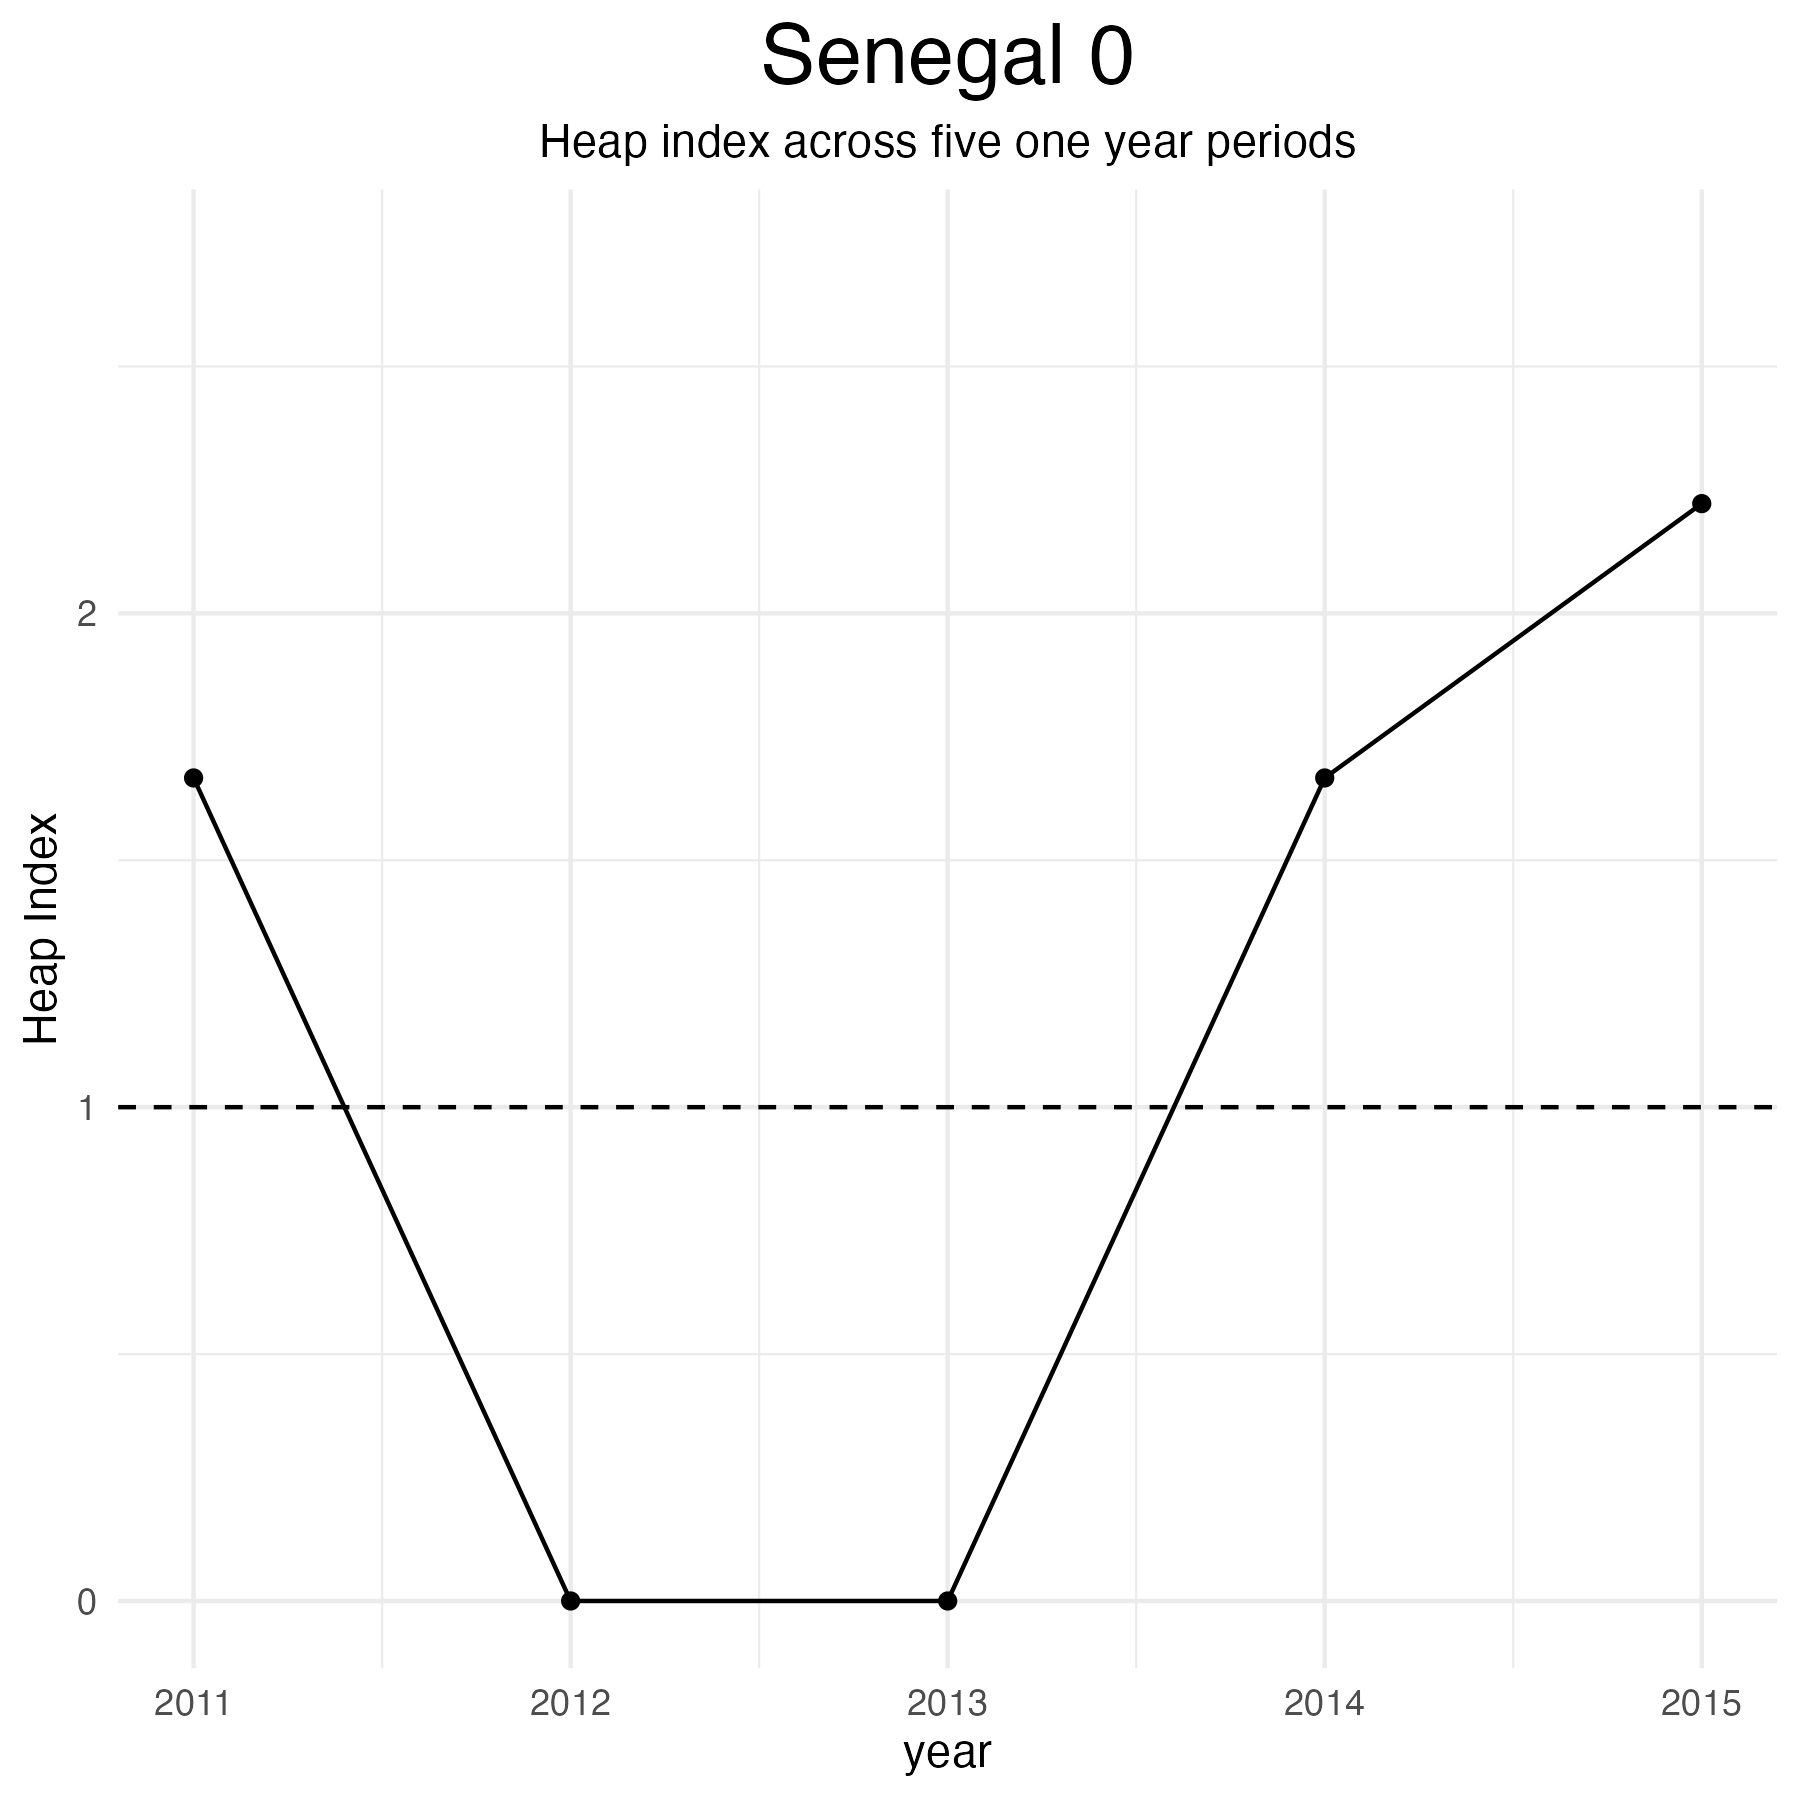 Senegal 0
Heap index across five one year periods
Heap Index
2
1
0
2011 2012 2013 2014 2015
year